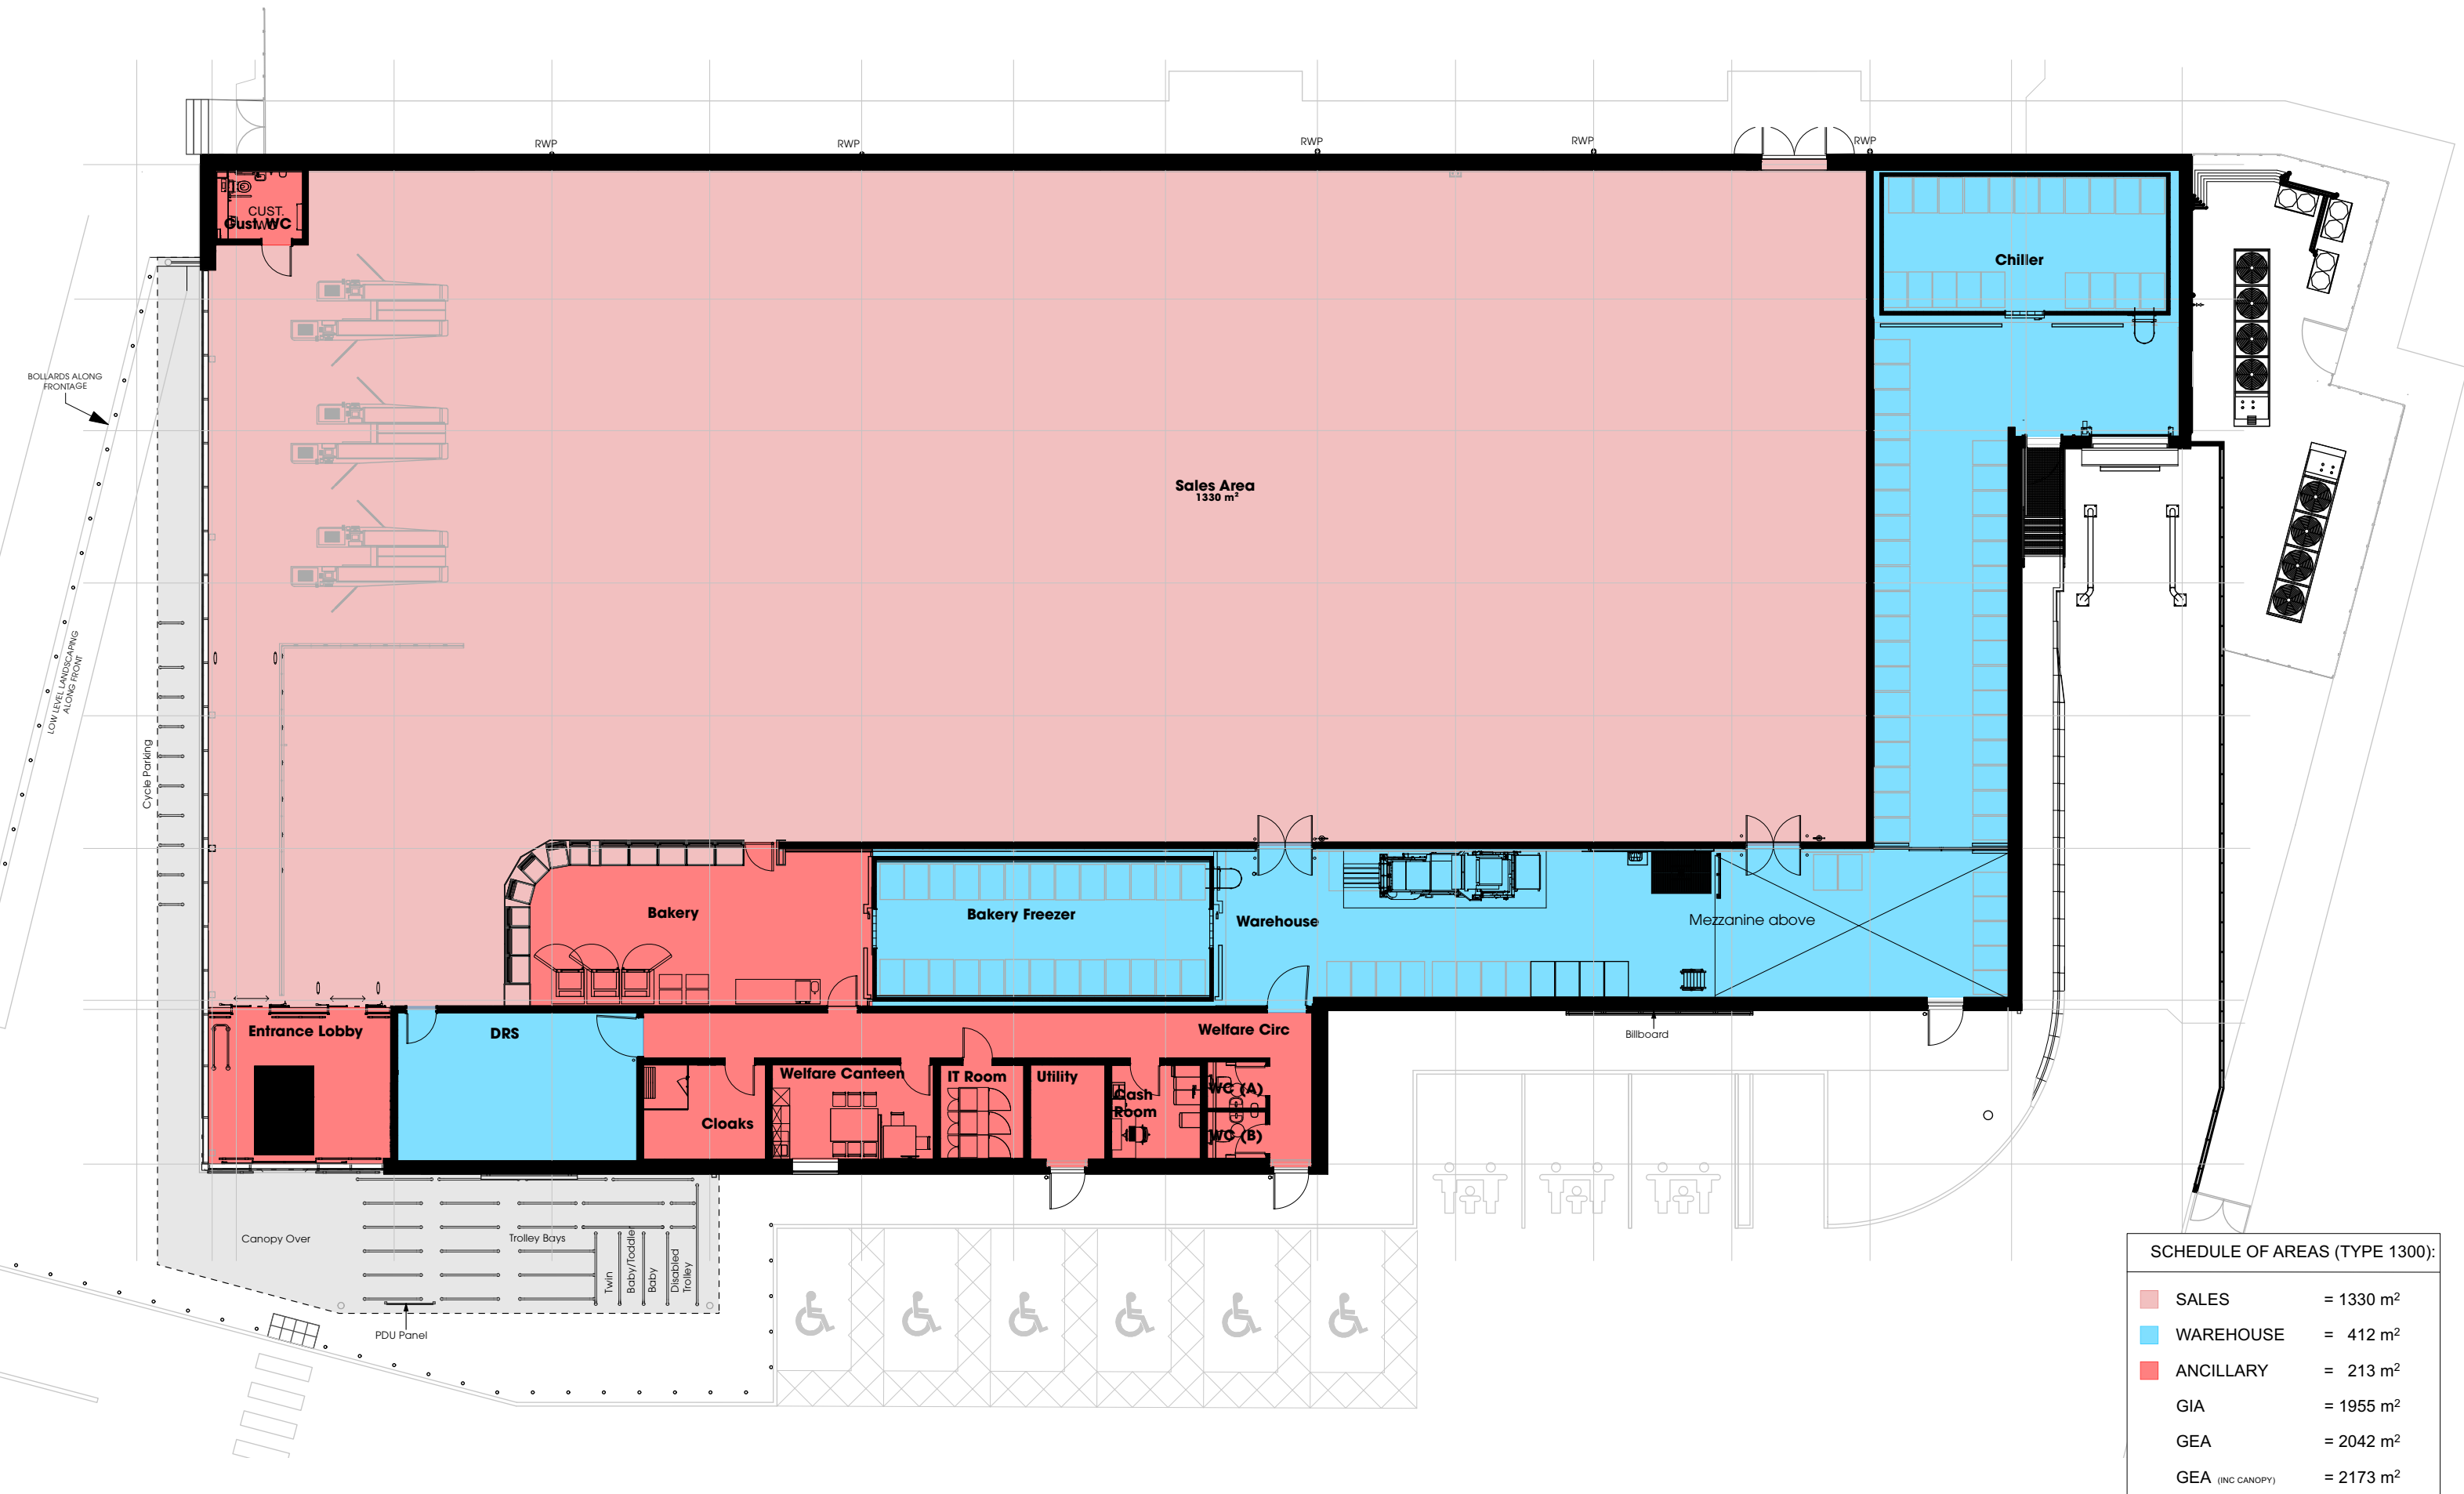 RWP
RWP
RWP
RWP
RWP
CUST.
WC
Cust. WC
Chiller
BOLLARDS ALONG
FRONTAGE
Sales Area
1330 m²
LOW LEVEL LANDSCAPING
ALONG FRONT
Cycle Parking
Bakery
Bakery Freezer
Warehouse
Mezzanine above
Entrance Lobby
DRS
Welfare Circ
Billboard
Welfare Canteen
IT Room
Utility
Cash
Room
WC (A)
Cloaks
WC (B)
Canopy Over
Trolley Bays
Twin
Baby/Toddler
Baby
Disabled
Trolley
PDU Panel
SCHEDULE OF AREAS (TYPE 1300):
SALES = 1330 m²
WAREHOUSE = 412 m²
ANCILLARY = 213 m²
GIA = 1955 m²
GEA = 2042 m²
GEA (INC CANOPY) = 2173 m²